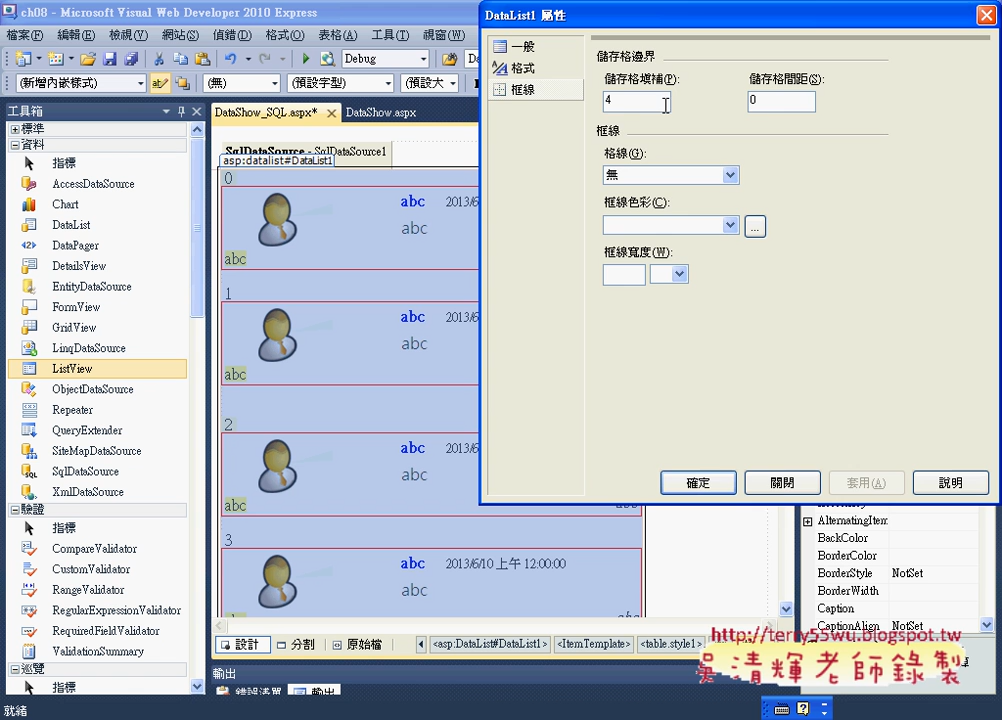 ch08 - Microsoft Visual Web Developer 2010 Express
檔案(F) 編輯(E) 檢視(V) 網站(S) 偵錯(D) 格式(O) 表格(A) 工具(T) 視窗(W)
Debug
(新增內嵌樣式) (無) (預設字型) (預設大
工具箱
標準
資料
指標
AccessDataSource
Chart
DataList
DataPager
DetailsView
EntityDataSource
FormView
GridView
LinqDataSource
ListView
ObjectDataSource
Repeater
QueryExtender
SiteMapDataSource
SqlDataSource
XmlDataSource
驗證
指標
CompareValidator
CustomValidator
RangeValidator
RegularExpressionValidator
RequiredFieldValidator
ValidationSummary
巡覽
指標
就緒
DataShow_SQL.aspx* DataShow.aspx
SqlDataSource - SqlDataSource1
asp:datalist#DataList1
0
abc 2013/6
abc
abc
1
abc 2013/6
abc
abc
2
abc 2013/6
abc
abc
3
abc 2013/6/10 上午 12:00:00
abc
設計 分割 原始檔 <asp:DataList#DataList1> <ItemTemplate> <table.style1>
輸出
錯誤清單 輸出
DataList1 屬性
一般
格式
框線
儲存格邊界
儲存格填補(P): 儲存格間距(S):
4 0
框線
格線(G):
無
框線色彩(C):
...
框線寬度(W):
確定 關閉 套用(A) 說明
AlternatingItem
BackColor
BorderColor
BorderStyle NotSet
BorderWidth
Caption
CaptionAlign NotSet
http://terry55wu.blogspot.tw
吳清輝老師錄製